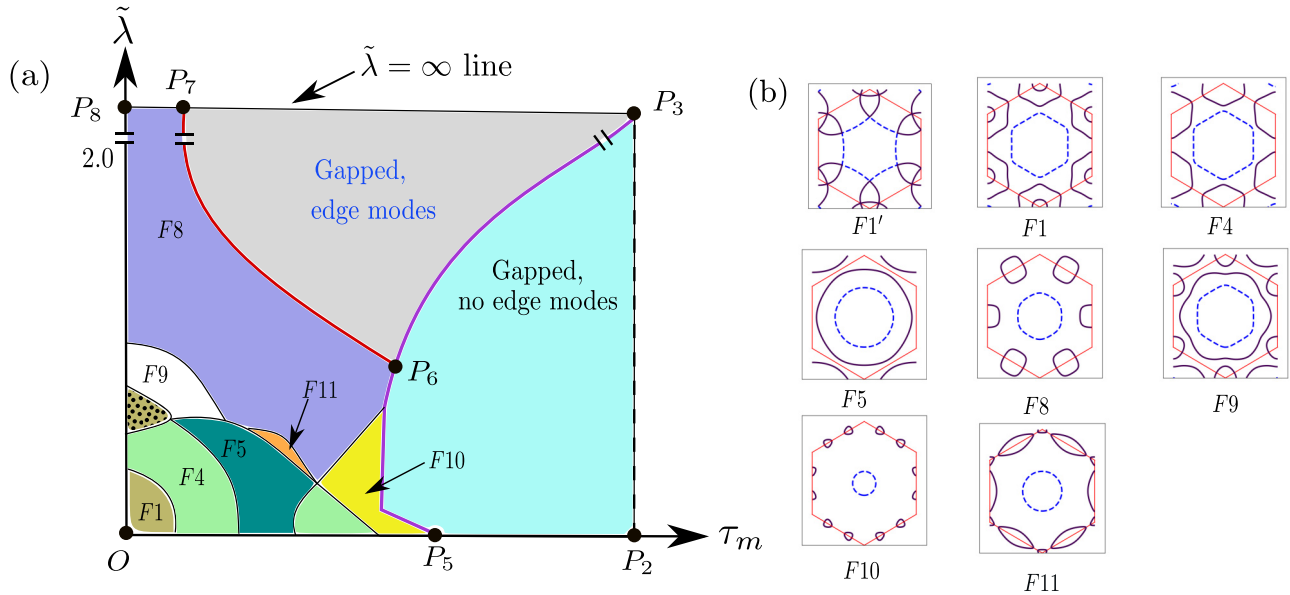 (a)
λ̃
λ̃ = ∞ line
P₈
P₇
P₃
2.0
Gapped,
edge modes
F8
Gapped,
no edge modes
P₆
F9
F11
F5
F10
F4
F1
O
P₅
P₂
τₘ
(b)
F1′
F1
F4
F5
F8
F9
F10
F11